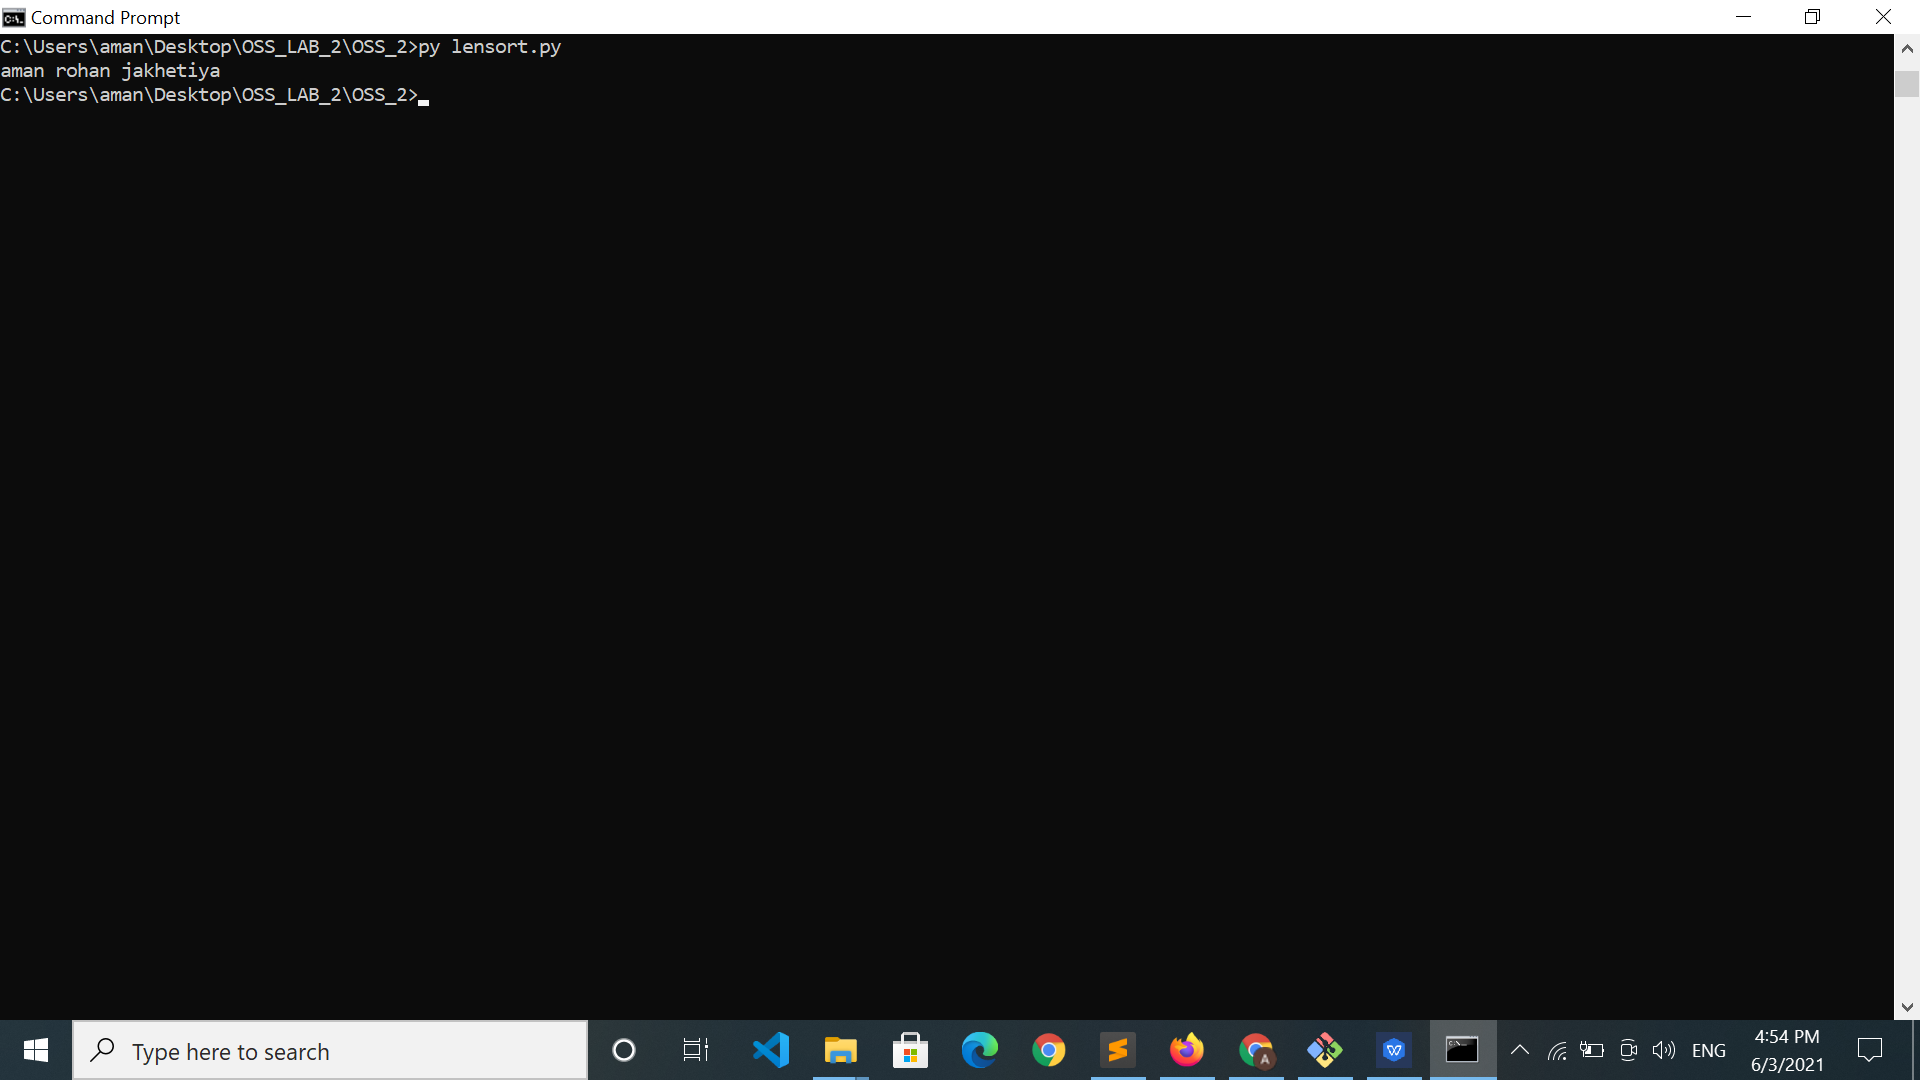 Command Prompt
C:\Users\aman\Desktop\OSS_LAB_2\OSS_2>py lensort.py
aman rohan jakhetiya
C:\Users\aman\Desktop\OSS_LAB_2\OSS_2>
Type here to search
ENG
4:54 PM
6/3/2021